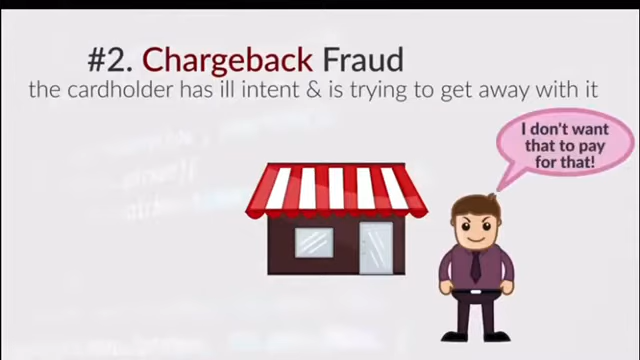 #2. Chargeback Fraud
the cardholder has ill intent & is trying to get away with it
I don't want
that to pay
for that!